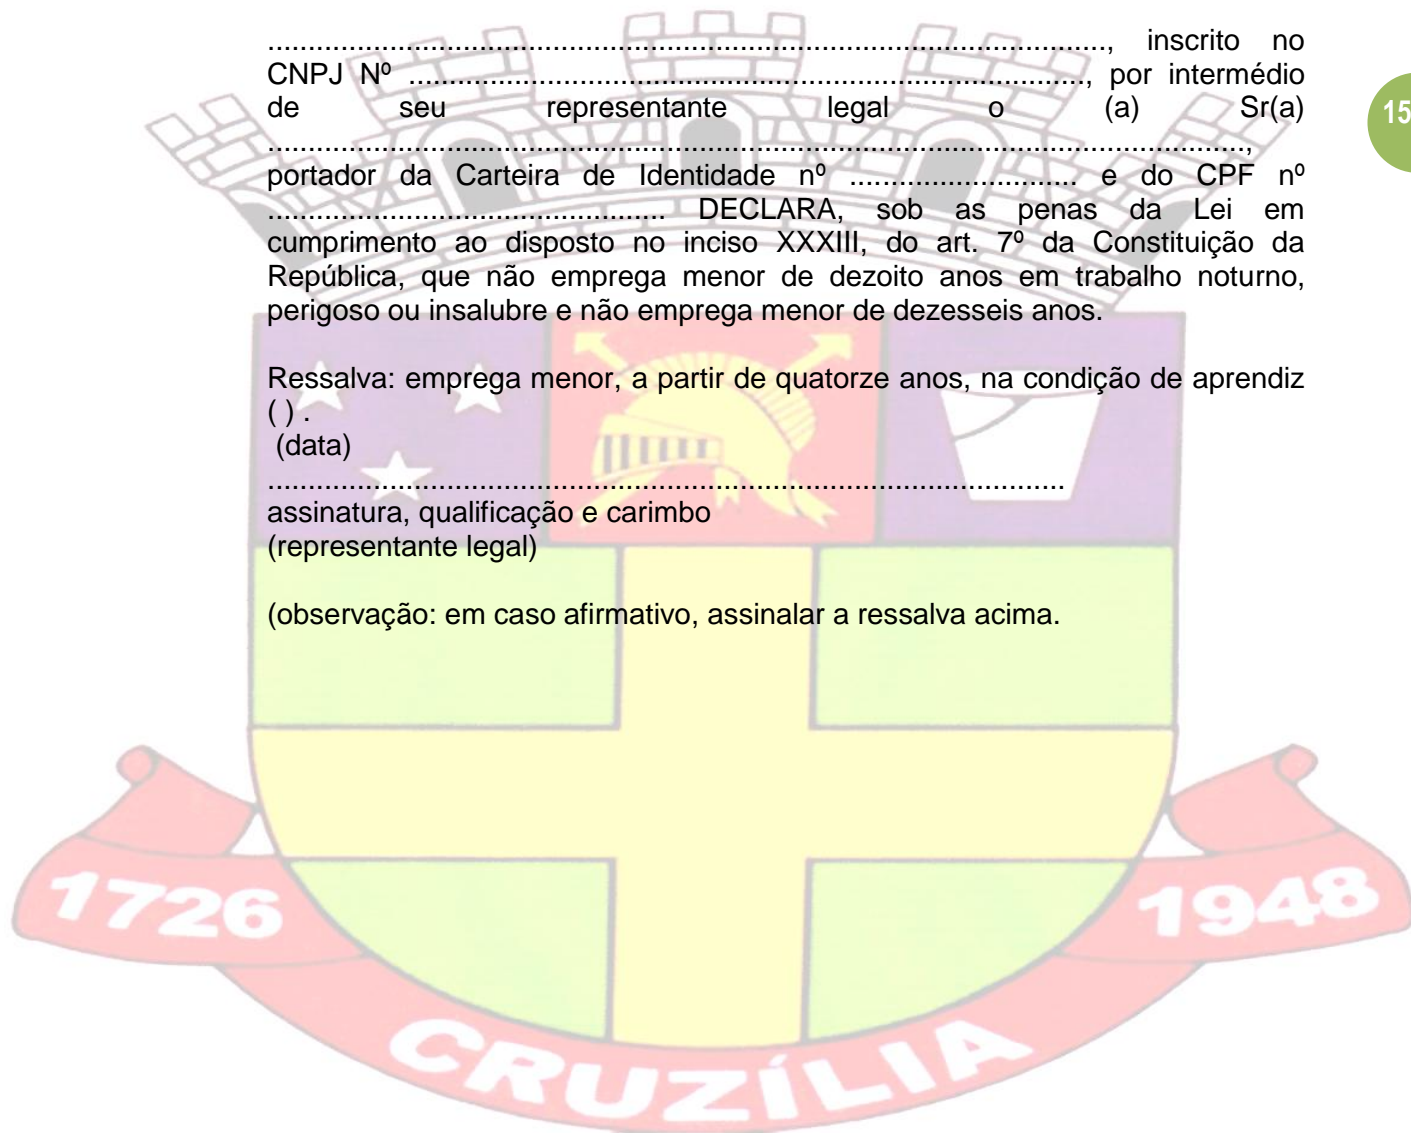 ......................................................................................................., inscrito no
CNPJ Nº ..................................................................................., por intermédio
de seu representante legal o (a) Sr(a)
........................................................................................................................,
portador da Carteira de Identidade nº ............................ e do CPF nº
................................................. DECLARA, sob as penas da Lei em
cumprimento ao disposto no inciso XXXIII, do art. 7º da Constituição da
República, que não emprega menor de dezoito anos em trabalho noturno,
perigoso ou insalubre e não emprega menor de dezesseis anos.
Ressalva: emprega menor, a partir de quatorze anos, na condição de aprendiz
( ) .
(data)
..................................................................................................
assinatura, qualificação e carimbo
(representante legal)
(observação: em caso afirmativo, assinalar a ressalva acima.
15
1726
1948
CRUZÍLIA